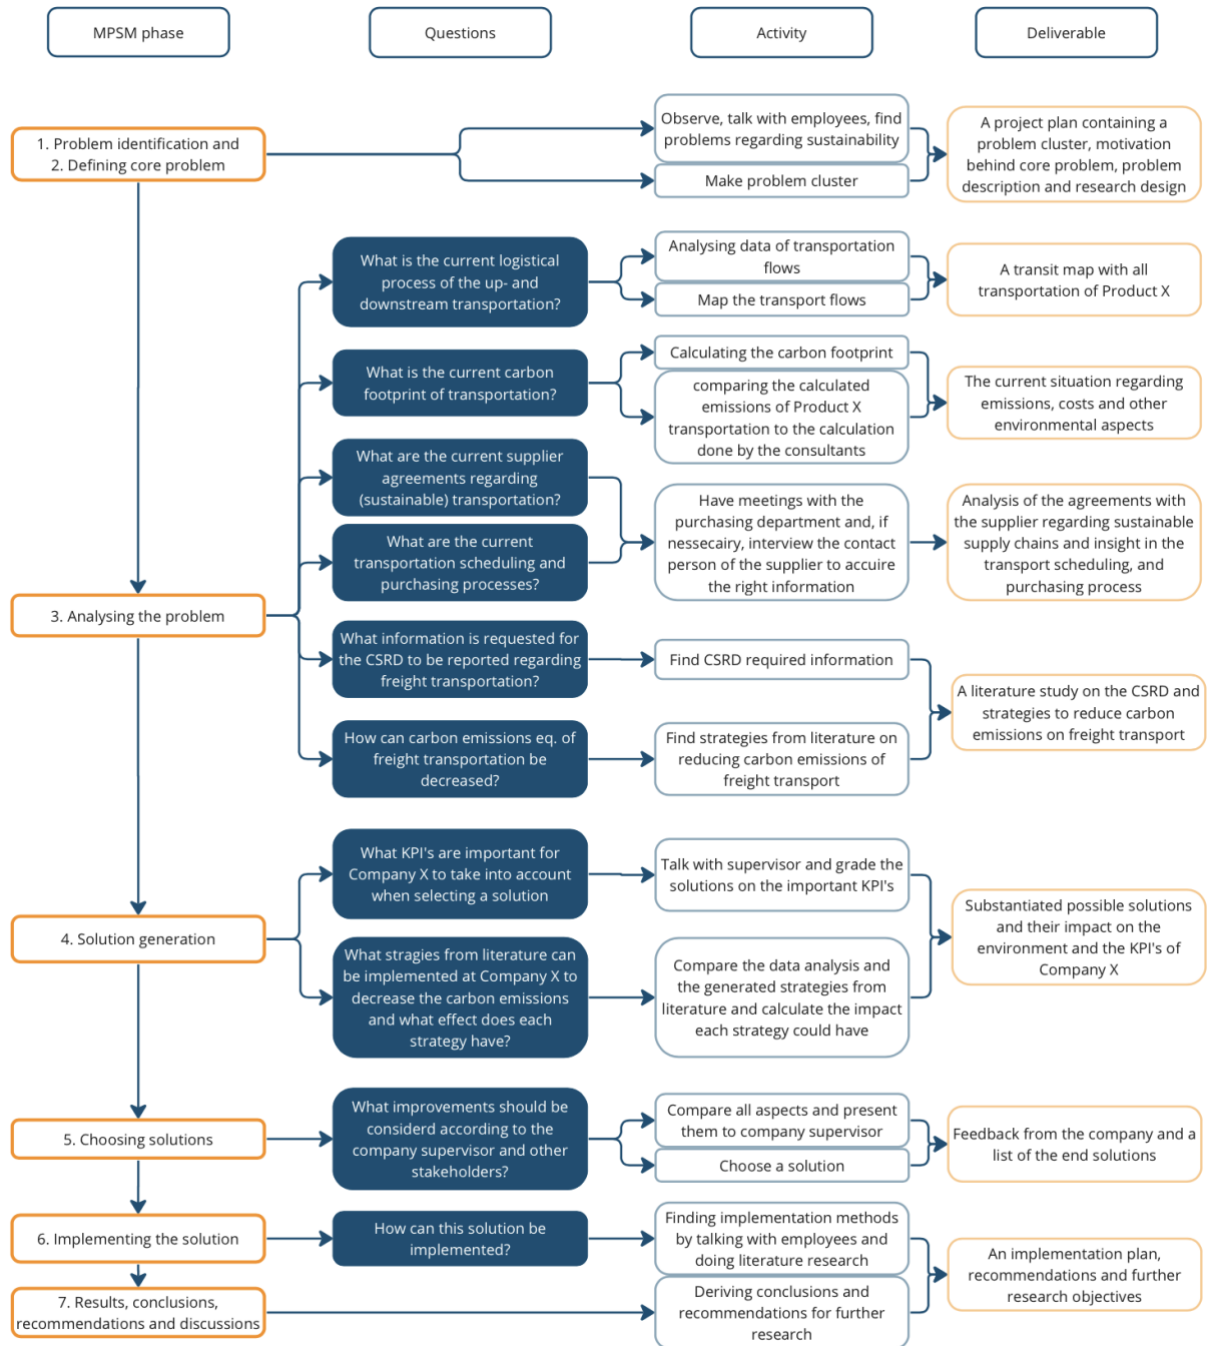 MPSM phase
Questions
Activity
Deliverable
1. Problem identification and
2. Defining core problem
Observe, talk with employees, find
problems regarding sustainability
Make problem cluster
A project plan containing a
problem cluster, motivation
behind core problem, problem
description and research design
What is the current logistical
process of the up- and
downstream transportation?
Analysing data of transportation
flows
Map the transport flows
A transit map with all
transportation of Product X
What is the current carbon
footprint of transportation?
Calculating the carbon footprint
comparing the calculated
emissions of Product X
transportation to the calculation
done by the consultants
The current situation regarding
emissions, costs and other
environmental aspects
What are the current supplier
agreements regarding
(sustainable) transportation?
What are the current
transportation scheduling and
purchasing processes?
Have meetings with the
purchasing department and, if
nessecairy, interview the contact
person of the supplier to accuire
the right information
Analysis of the agreements with
the supplier regarding sustainable
supply chains and insight in the
transport scheduling, and
purchasing process
3. Analysing the problem
What information is requested for
the CSRD to be reported regarding
freight transportation?
Find CSRD required information
How can carbon emissions eq. of
freight transportation be
decreased?
Find strategies from literature on
reducing carbon emissions of
freight transport
A literature study on the CSRD and
strategies to reduce carbon
emissions on freight transport
4. Solution generation
What KPI's are important for
Company X to take into account
when selecting a solution
Talk with supervisor and grade the
solutions on the important KPI's
What stragies from literature can
be implemented at Company X to
decrease the carbon emissions
and what effect does each
strategy have?
Compare the data analysis and
the generated strategies from
literature and calculate the impact
each strategy could have
Substantiated possible solutions
and their impact on the
environment and the KPI's of
Company X
5. Choosing solutions
What improvements should be
considerd according to the
company supervisor and other
stakeholders?
Compare all aspects and present
them to company supervisor
Choose a solution
Feedback from the company and a
list of the end solutions
6. Implementing the solution
How can this solution be
implemented?
Finding implementation methods
by talking with employees and
doing literature research
7. Results, conclusions,
recommendations and discussions
Deriving conclusions and
recommendations for further
research
An implementation plan,
recommendations and further
research objectives